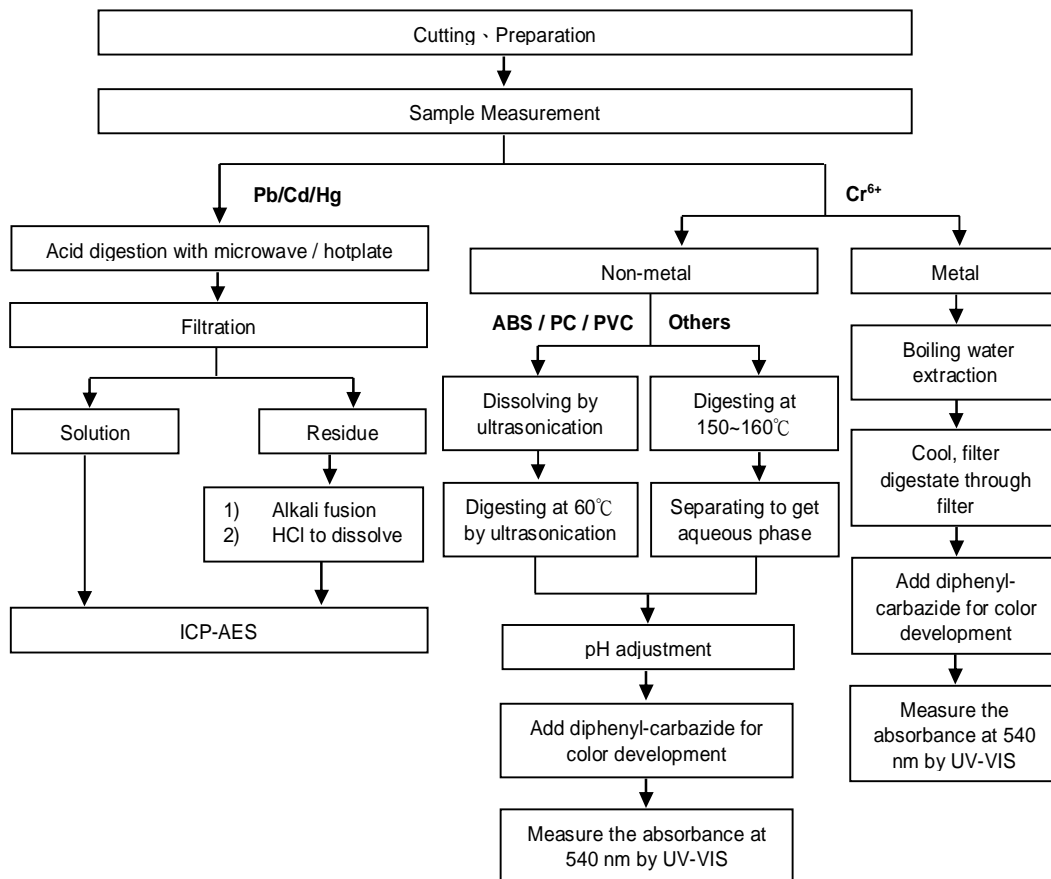 Cutting、Preparation
Sample Measurement
Pb/Cd/Hg
Cr⁶⁺
Acid digestion with microwave / hotplate
Filtration
Solution
Residue
1) Alkali fusion
2) HCl to dissolve
ICP-AES
Non-metal
ABS / PC / PVC
Others
Dissolving by
ultrasonication
Digesting at 60℃
by ultrasonication
Digesting at
150~160℃
Separating to get
aqueous phase
pH adjustment
Add diphenyl-carbazide for
color development
Measure the absorbance at
540 nm by UV-VIS
Metal
Boiling water
extraction
Cool, filter
digestate through
filter
Add diphenyl-
carbazide for color
development
Measure the
absorbance at 540
nm by UV-VIS